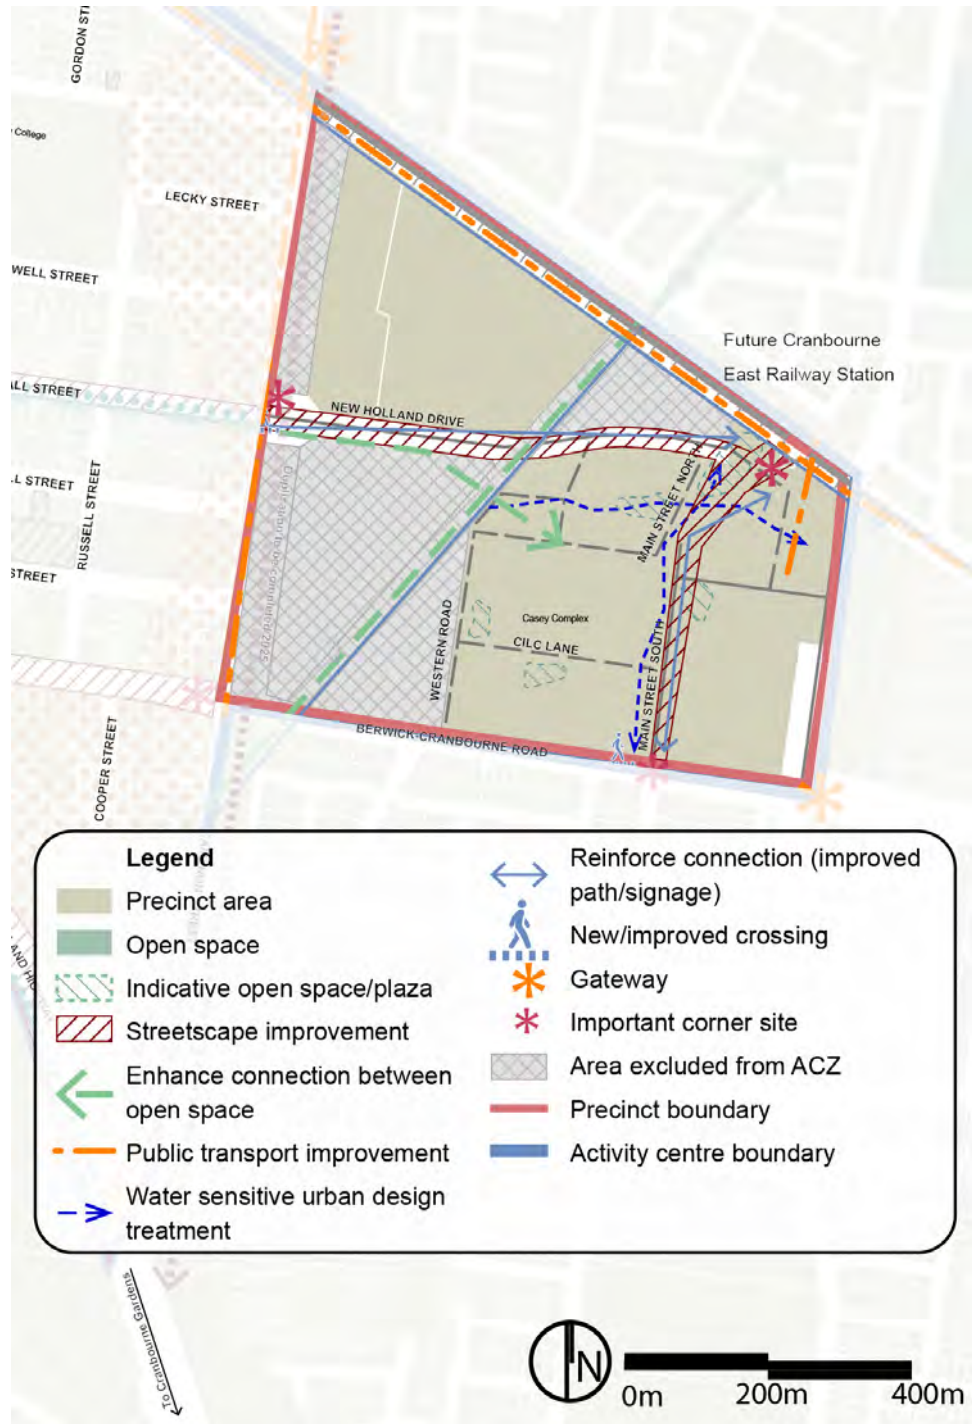 GORDON ST
College
LECKY STREET
WELL STREET
Future Cranbourne
East Railway Station
ALL STREET
NEW HOLLAND DRIVE
MAIN STREET NORTH
LL STREET
RUSSELL STREET
STREET
Casey Complex
CILC LANE
WESTERN ROAD
MAIN STREET SOUTH
BERWICK-CRANBOURNE ROAD
COOPER STREET
Legend
Precinct area
Open space
Indicative open space/plaza
Streetscape improvement
Enhance connection between
open space
Public transport improvement
Water sensitive urban design
treatment
Reinforce connection (improved
path/signage)
New/improved crossing
Gateway
Important corner site
Area excluded from ACZ
Precinct boundary
Activity centre boundary
To Cranbourne Gardens
N
0m 200m 400m